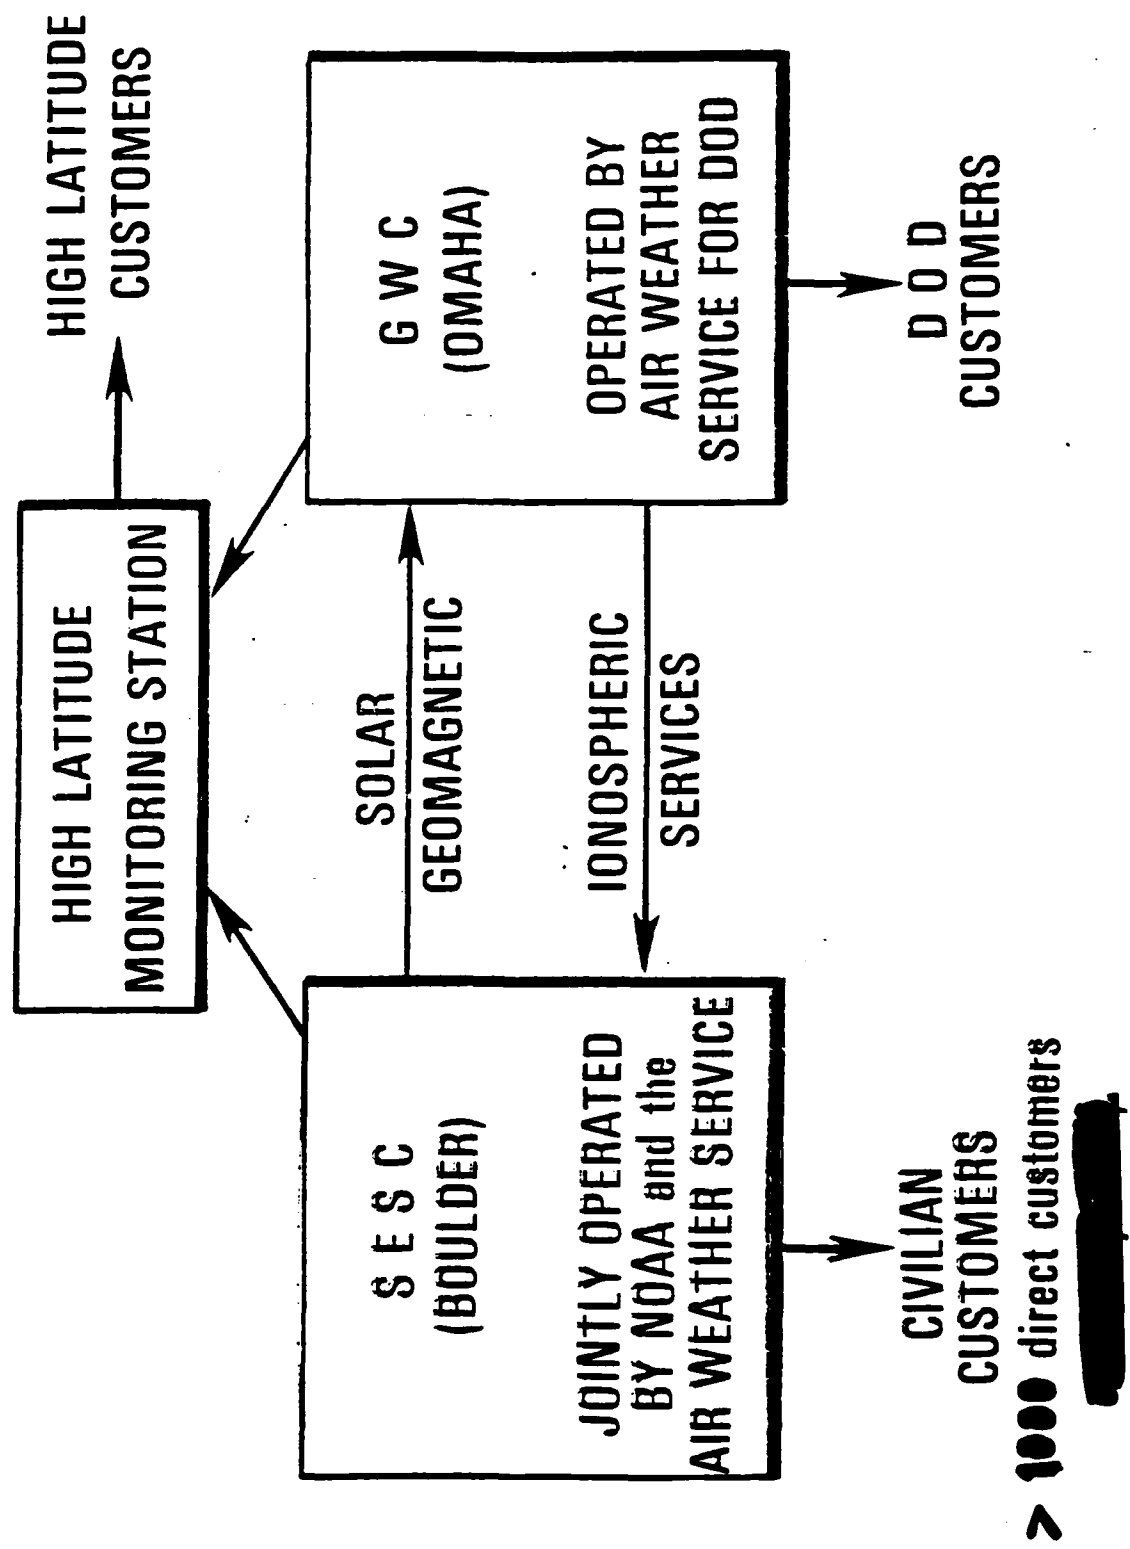 HIGH LATITUDE
MONITORING STATION
HIGH LATITUDE
CUSTOMERS
S E S C
(BOULDER)
JOINTLY OPERATED
BY NOAA and the
AIR WEATHER SERVICE
SOLAR
GEOMAGNETIC
IONOSPHERIC
SERVICES
G W C
(OMAHA)
OPERATED BY
AIR WEATHER
SERVICE FOR DOD
CIVILIAN
CUSTOMERS
> 1000 direct customers
D O D
CUSTOMERS